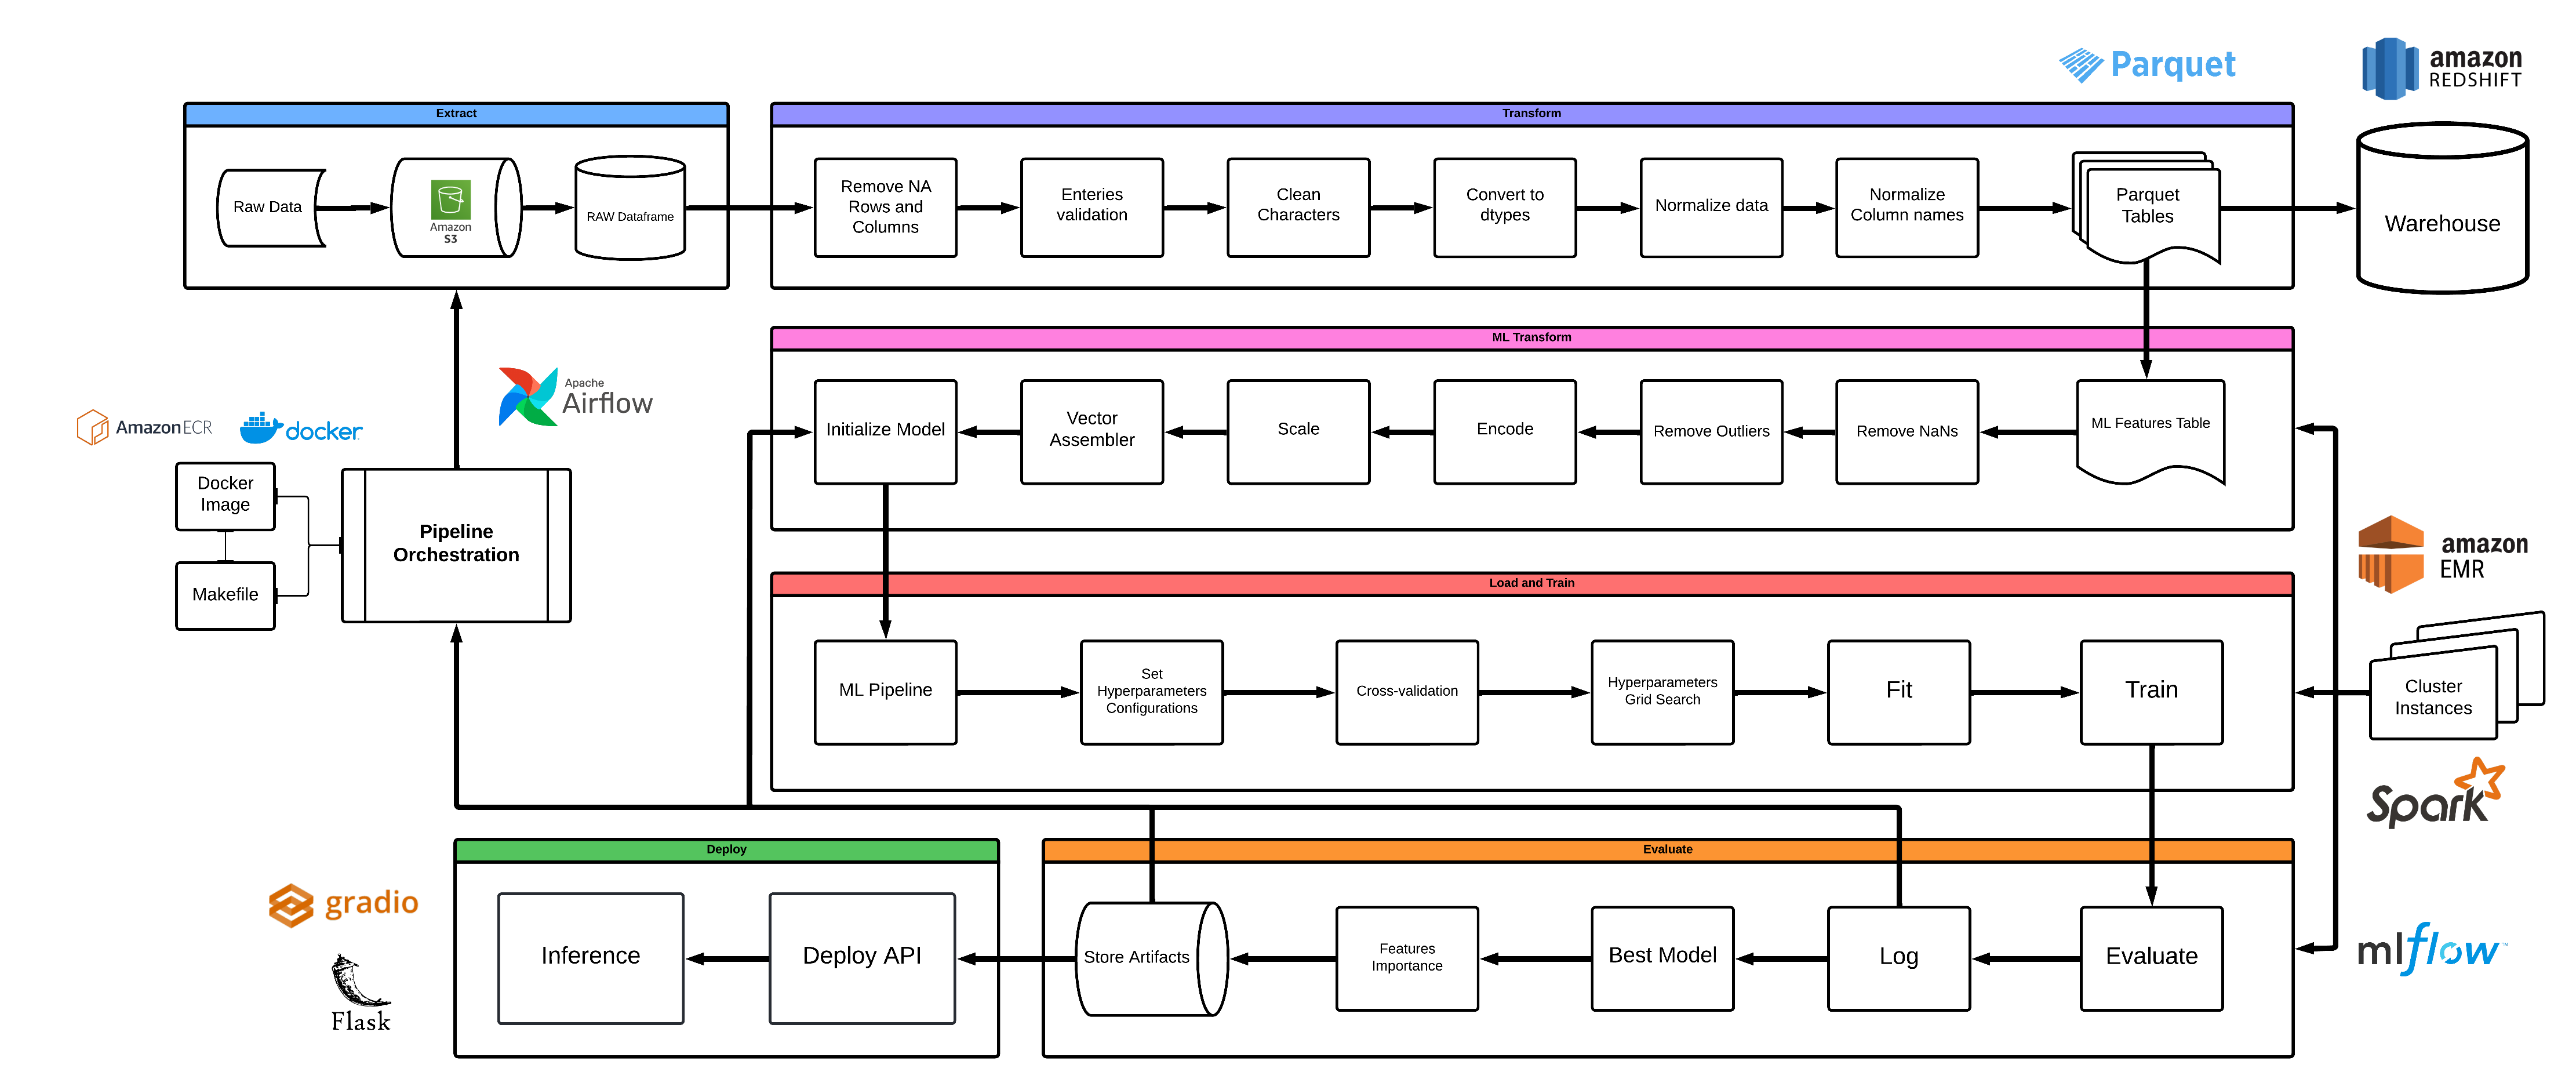 Parquet
amazon
REDSHIFT
Extract
Raw Data
Amazon
S3
RAW Dataframe
Transform
Remove NA
Rows and
Columns
Enteries
validation
Clean
Characters
Convert to
dtypes
Normalize data
Normalize
Column names
Parquet
Tables
Warehouse
Apache
Airflow
Amazon ECR
docker
Docker
Image
Makefile
Pipeline
Orchestration
ML Transform
Initialize Model
Vector
Assembler
Scale
Encode
Remove Outliers
Remove NaNs
ML Features Table
amazon
EMR
Load and Train
ML Pipeline
Set
Hyperparameters
Configurations
Cross-validation
Hyperparameters
Grid Search
Fit
Train
Cluster
Instances
Spark
Deploy
Inference
Deploy API
gradio
Flask
Evaluate
Store Artifacts
Features
Importance
Best Model
Log
Evaluate
mlflow™